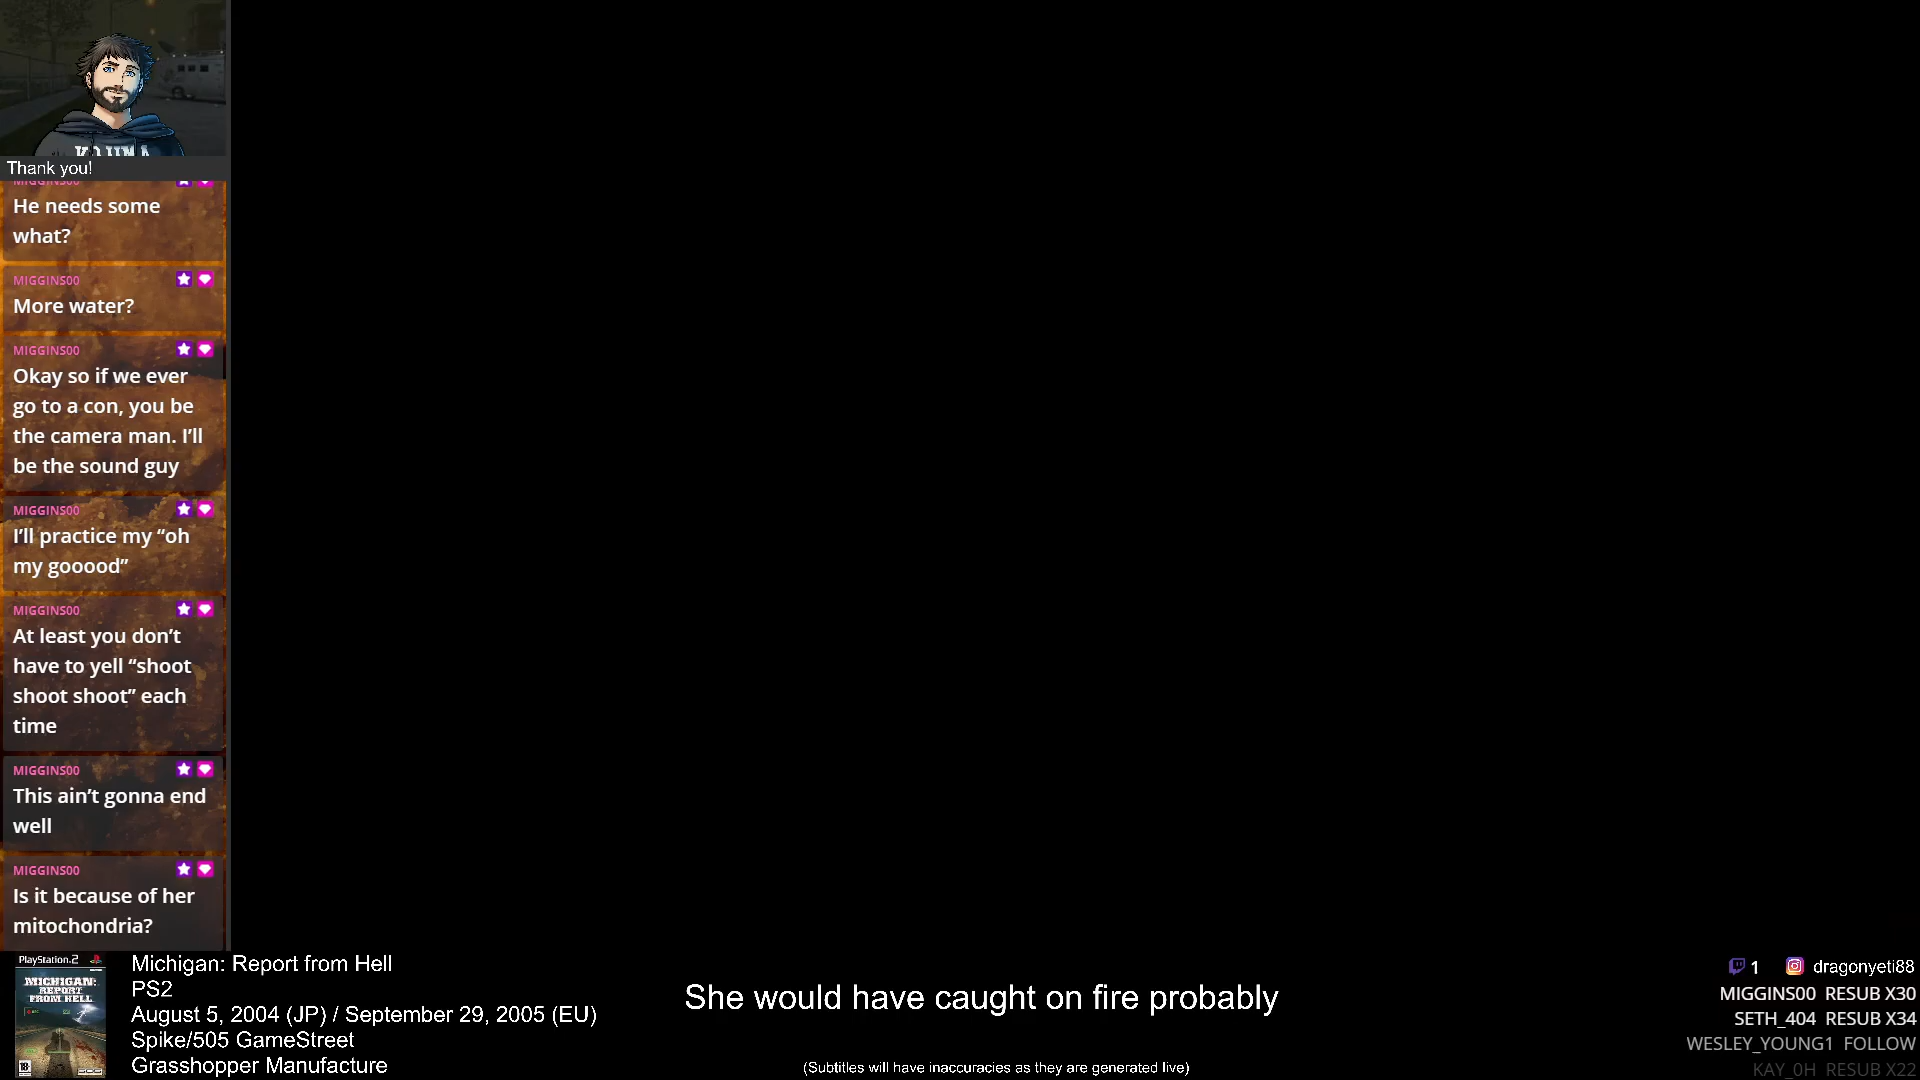 KOJIMA
Thank you!
MIGGINS00
He needs some
what?
MIGGINS00
More water?
MIGGINS00
Okay so if we ever
go to a con, you be
the camera man. I’ll
be the sound guy
MIGGINS00
I’ll practice my “oh
my gooood”
MIGGINS00
At least you don’t
have to yell “shoot
shoot shoot” each
time
MIGGINS00
This ain’t gonna end
well
MIGGINS00
Is it because of her
mitochondria?
PlayStation.2
MICHIGAN:
REPORT
FROM HELL
18
505
Michigan: Report from Hell
PS2
August 5, 2004 (JP) / September 29, 2005 (EU)
Spike/505 GameStreet
Grasshopper Manufacture
She would have caught on fire probably
(Subtitles will have inaccuracies as they are generated live)
1 dragonyeti88
MIGGINS00 RESUB X30
SETH_404 RESUB X34
WESLEY_YOUNG1 FOLLOW
KAY_0H RESUB X22